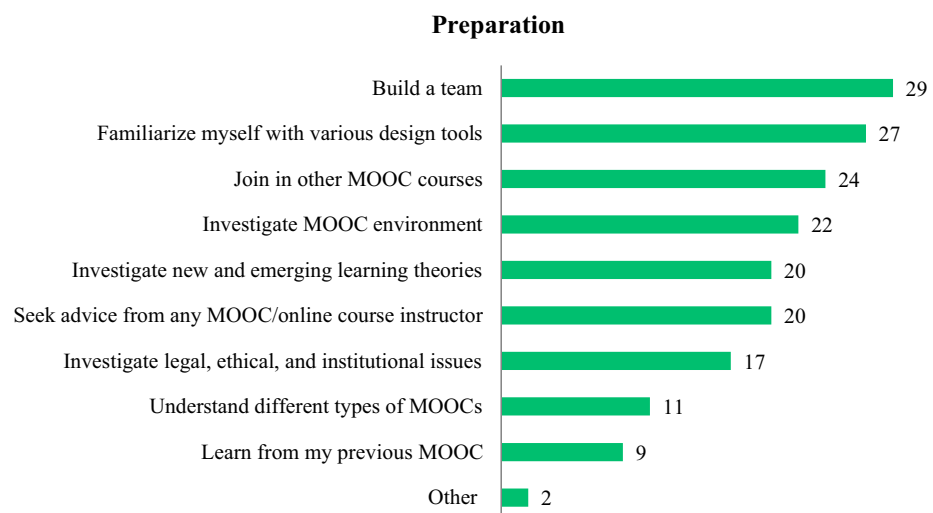 Preparation
Build a team 29
Familiarize myself with various design tools 27
Join in other MOOC courses 24
Investigate MOOC environment 22
Investigate new and emerging learning theories 20
Seek advice from any MOOC/online course instructor 20
Investigate legal, ethical, and institutional issues 17
Understand different types of MOOCs 11
Learn from my previous MOOC 9
Other 2